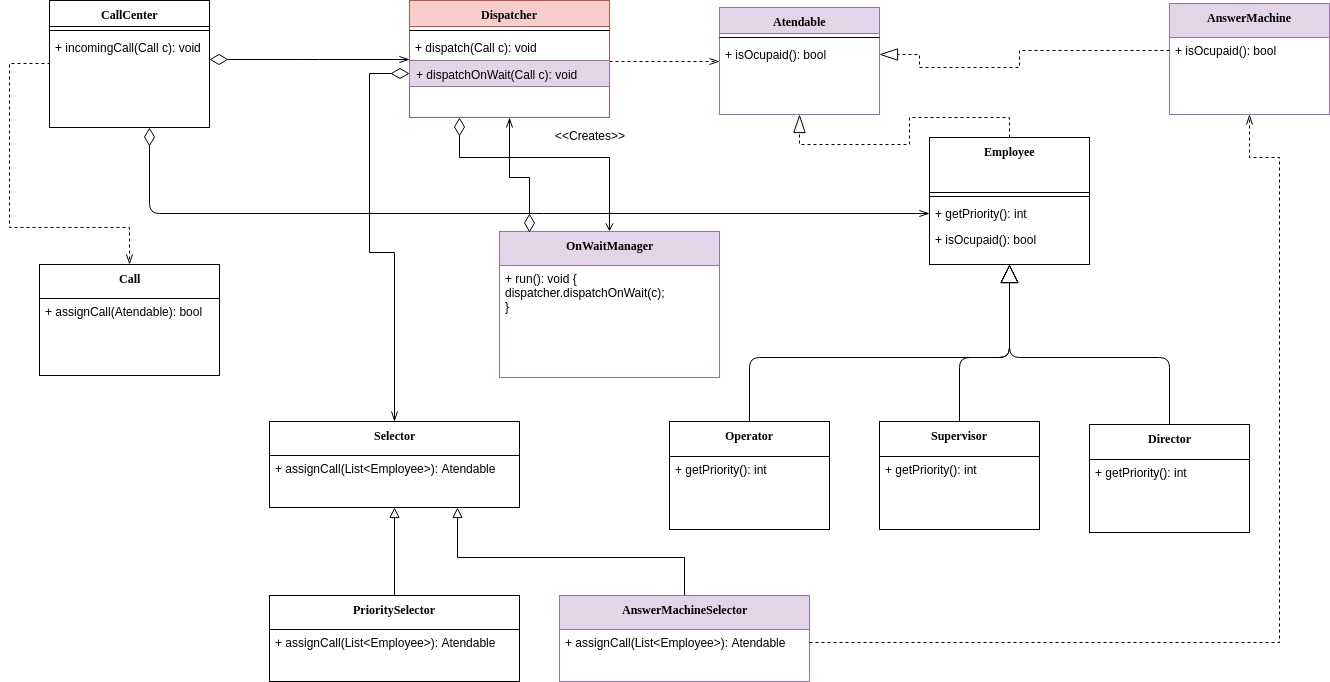 CallCenter
+ incomingCall(Call c): void
Dispatcher
+ dispatch(Call c): void
+ dispatchOnWait(Call c): void
Atendable
+ isOcupaid(): bool
AnswerMachine
+ isOcupaid(): bool
<<Creates>>
Employee
+ getPriority(): int
+ isOcupaid(): bool
OnWaitManager
+ run(): void {
dispatcher.dispatchOnWait(c);
}
Call
+ assignCall(Atendable): bool
Selector
+ assignCall(List<Employee>): Atendable
Operator
+ getPriority(): int
Supervisor
+ getPriority(): int
Director
+ getPriority(): int
PrioritySelector
+ assignCall(List<Employee>): Atendable
AnswerMachineSelector
+ assignCall(List<Employee>): Atendable